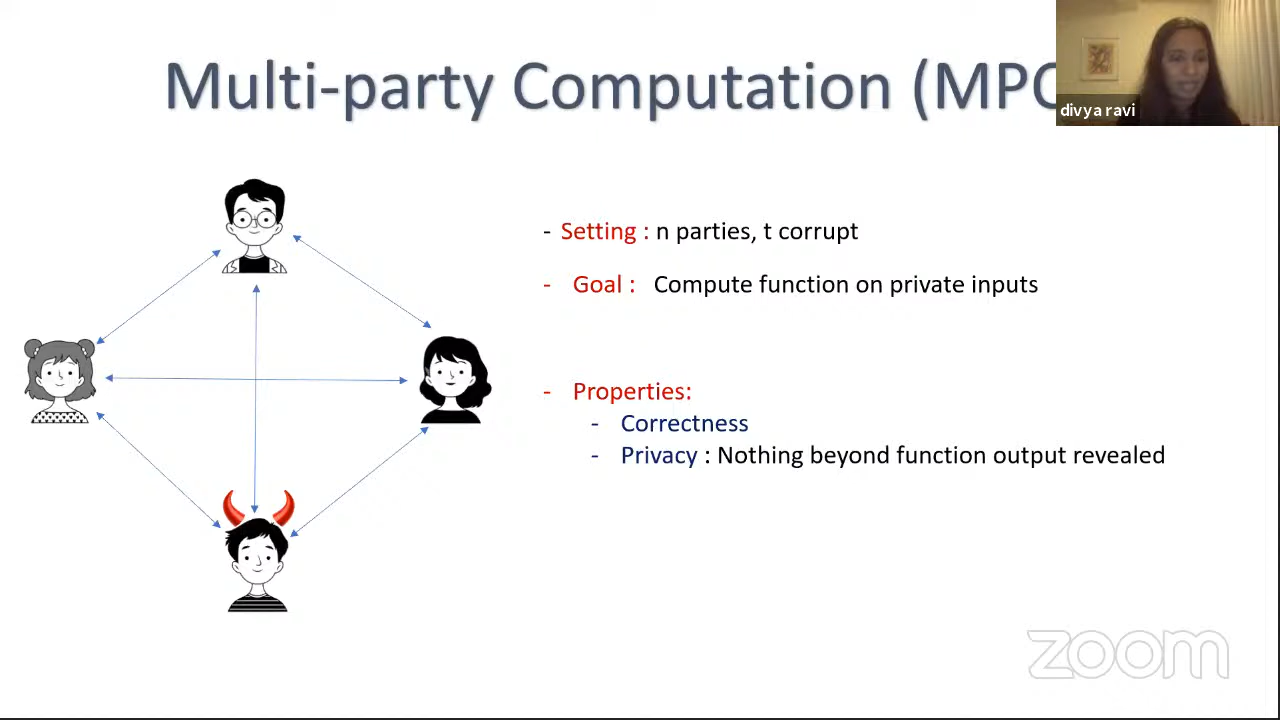 Multi-party Computation (MPC
divya ravi
- Setting : n parties, t corrupt
- Goal : Compute function on private inputs
- Properties:
- Correctness
- Privacy : Nothing beyond function output revealed
zoom